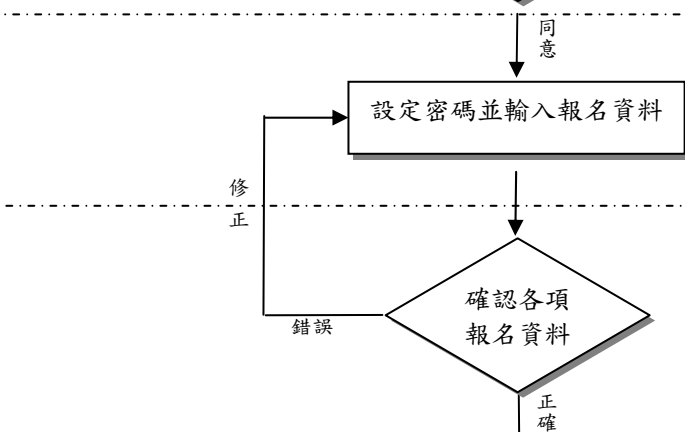 同意
設定密碼並輸入報名資料
修正
確認各項
報名資料
錯誤
正確